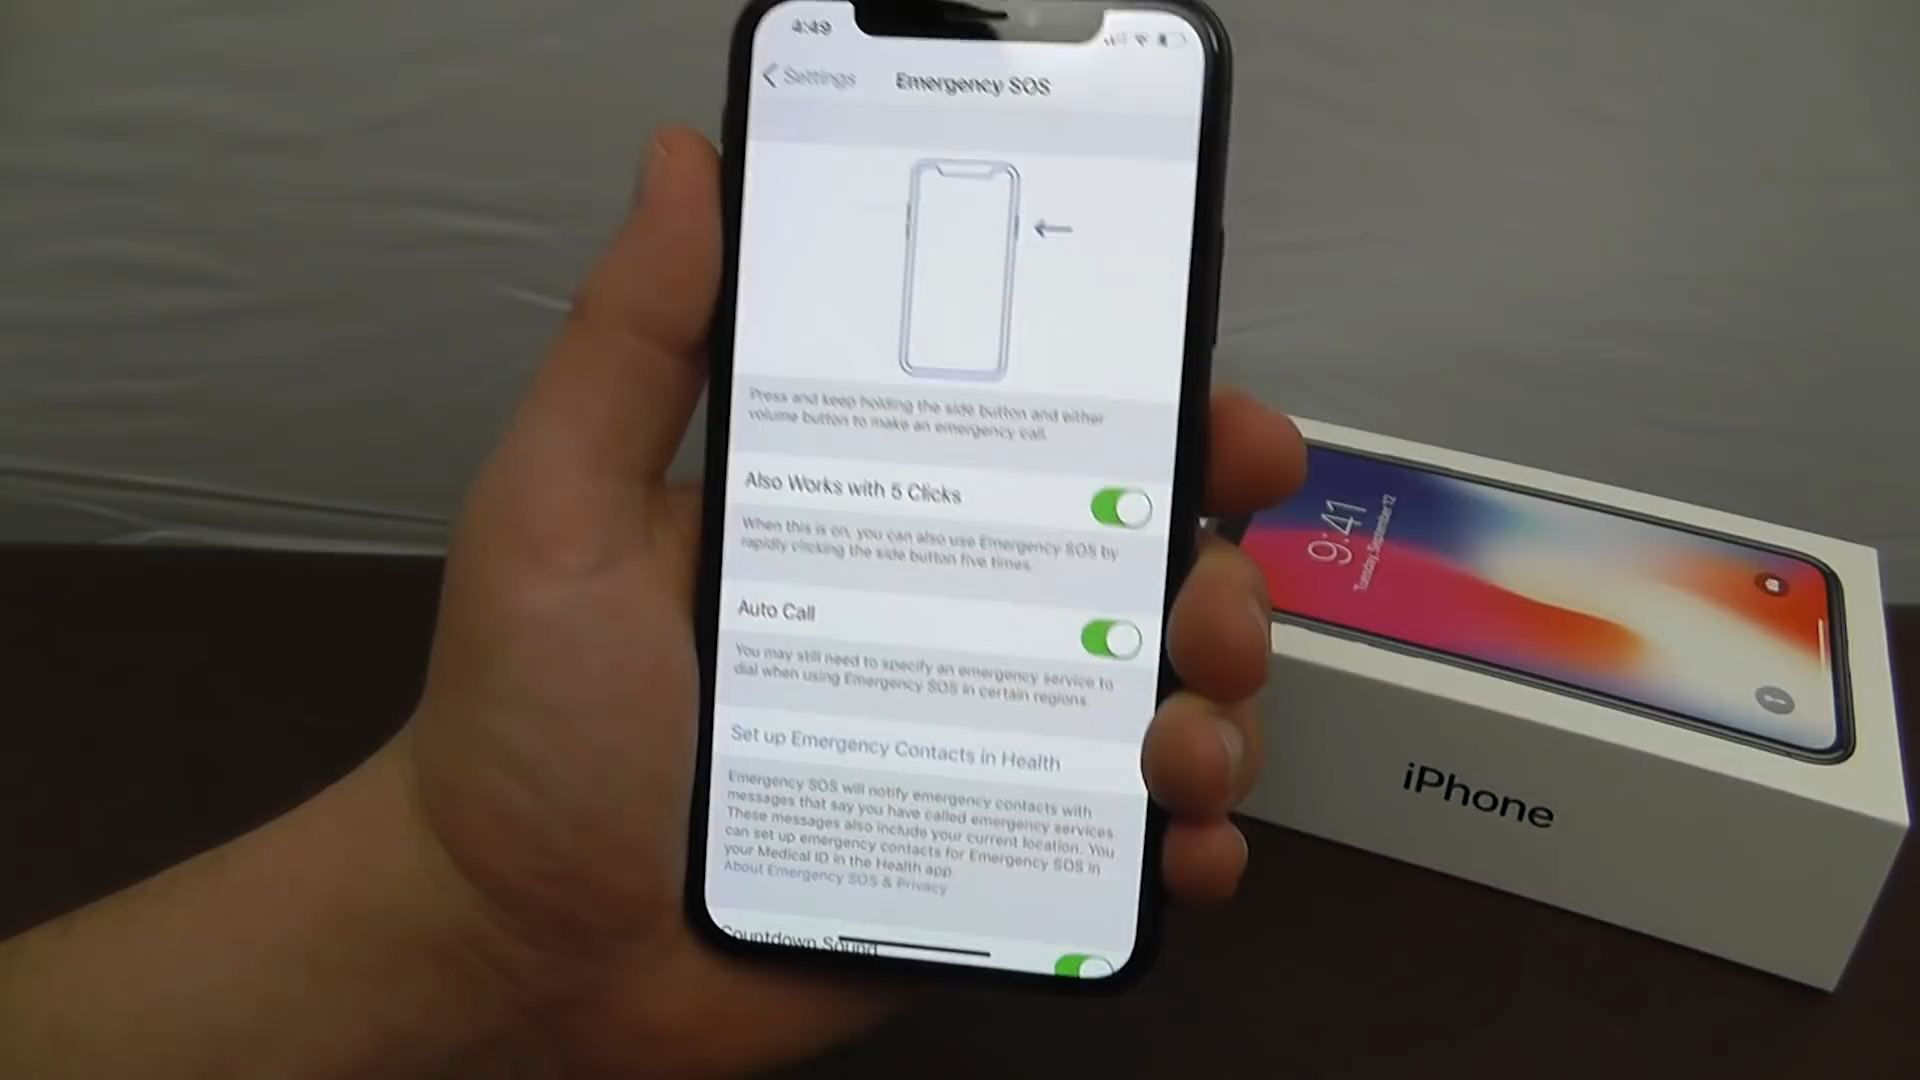 4:49
Settings
Emergency SOS
Press and keep holding the side button and either
volume button to make an emergency call.
Also Works with 5 Clicks
When this is on, you can also use Emergency SOS by
rapidly clicking the side button five times.
Auto Call
You may still need to specify an emergency service to
dial when using Emergency SOS in certain regions.
Set up Emergency Contacts in Health
Emergency SOS will notify emergency contacts with
messages that say you have called emergency services.
These messages also include your current location. You
can set up emergency contacts for Emergency SOS in
your Medical ID in the Health app.
About Emergency SOS & Privacy
Countdown Sound
9:41
Tuesday, September 12
iPhone